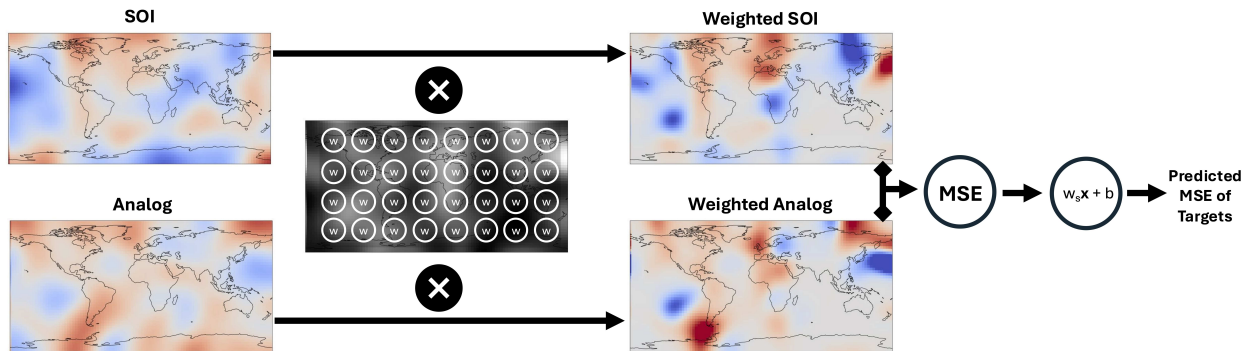 SOI
Weighted SOI
w w w w w w w w
w w w w w w w w
w w w w w w w w
w w w w w w w w
Analog
Weighted Analog
MSE
wₛx + b
Predicted
MSE of
Targets